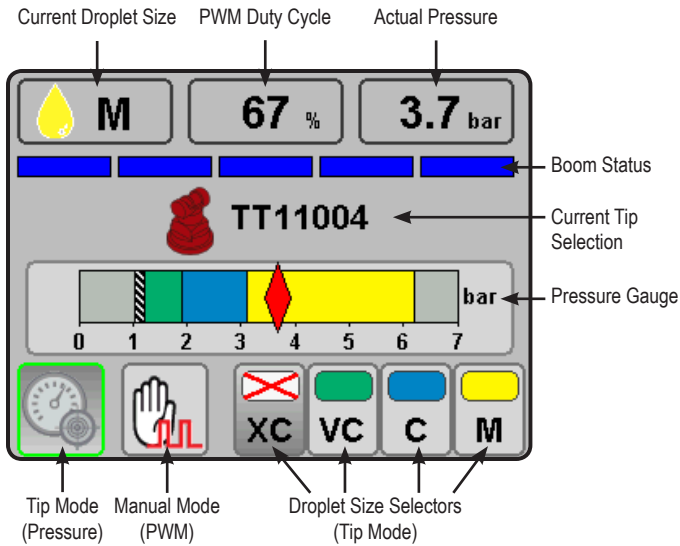 Current Droplet Size PWM Duty Cycle Actual Pressure
M 67 % 3.7 bar
Boom Status
TT11004
Current Tip
Selection
bar
Pressure Gauge
0 1 2 3 4 5 6 7
XC VC C M
Tip Mode
(Pressure)
Manual Mode
(PWM)
Droplet Size Selectors
(Tip Mode)